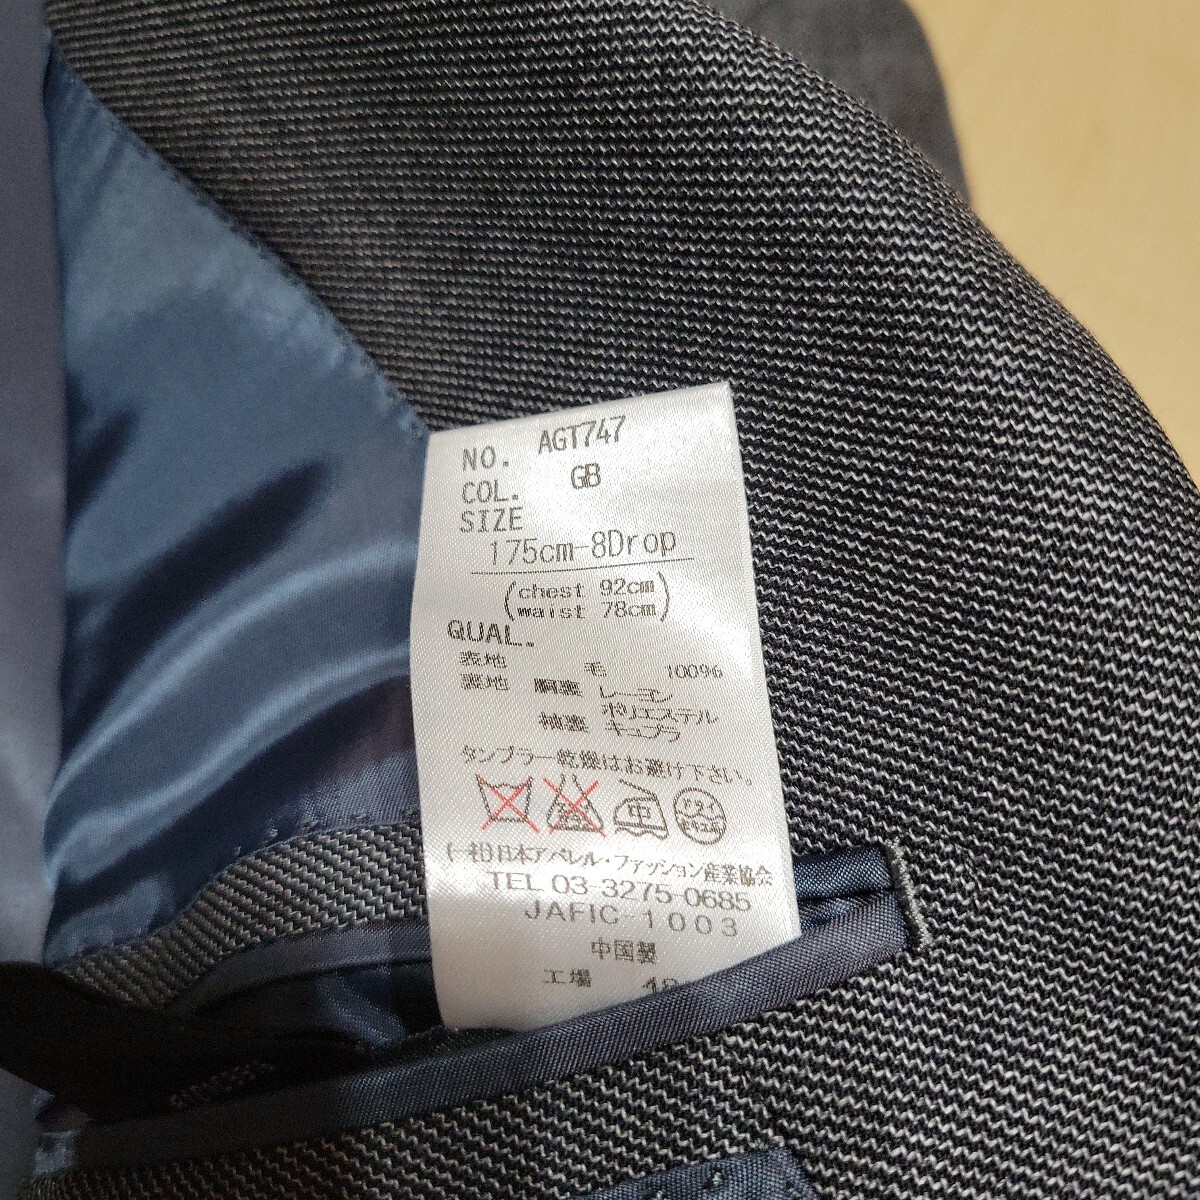 NO. AGT747
COL. GB
SIZE
175cm-8Drop
(chest 92cm
waist 78cm)
QUAL.
表地 毛 100%
裏地 胴裏 レーヨン
ポリエステル
袖裏 キュプラ
タンブラー乾燥はお避け下さい。
中
(一社)日本アパレル・ファッション産業協会
TEL 03-3275-0685
JAFIC-1003
中国製
工場